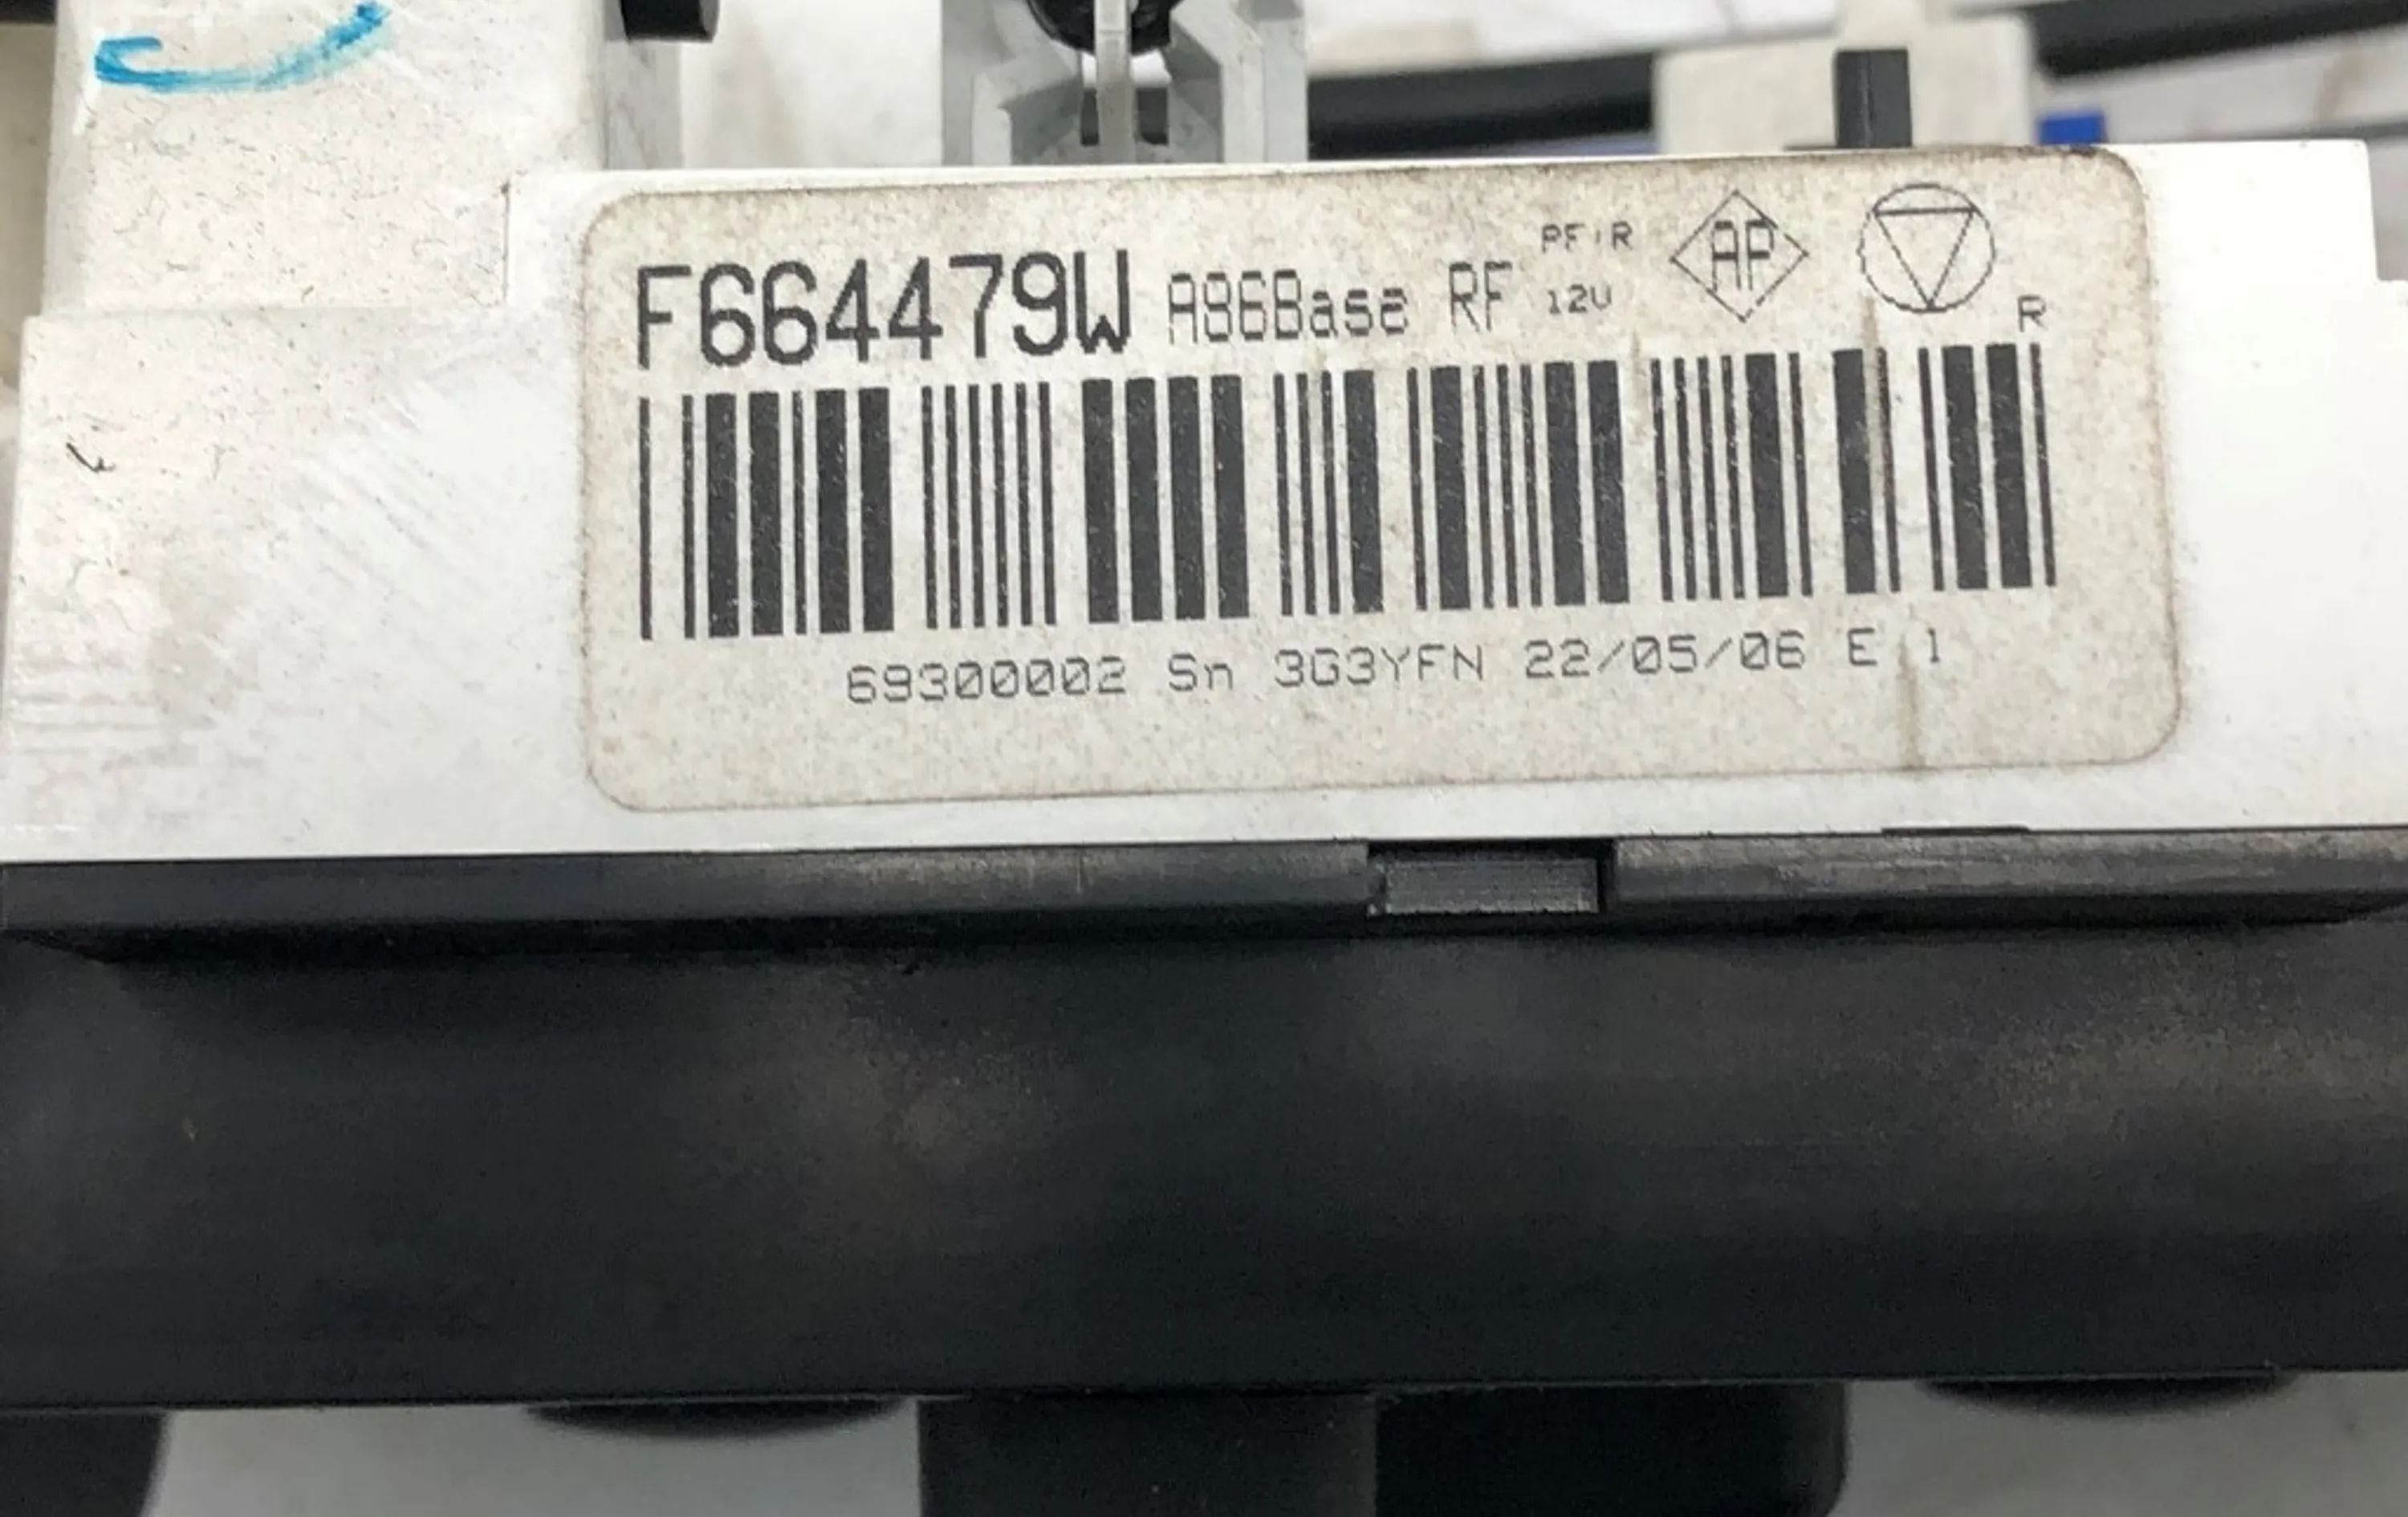 F664479W A86Base RF
PF R
12V
AP
R
69300002 Sn 3G3YFN 22/05/06 E 1